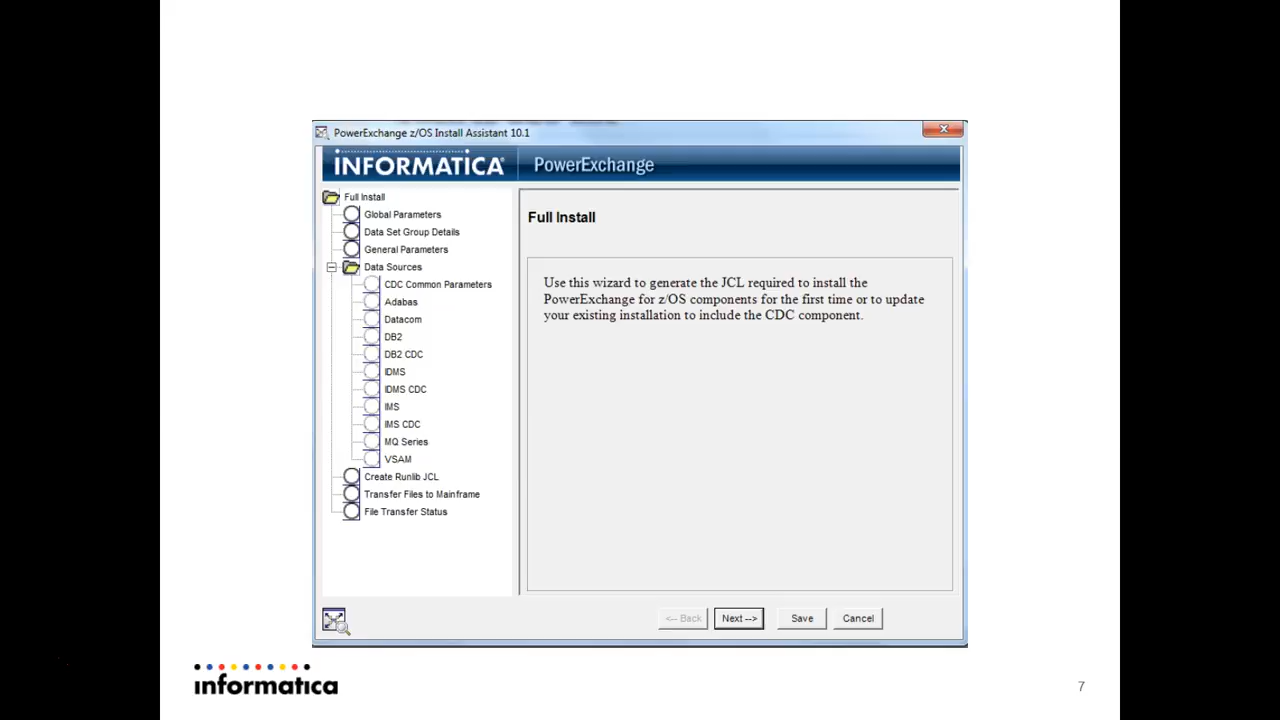 PowerExchange z/OS Install Assistant 10.1
INFORMATICA PowerExchange
Full Install
Global Parameters
Data Set Group Details
General Parameters
Data Sources
CDC Common Parameters
Adabas
Datacom
DB2
DB2 CDC
IDMS
IDMS CDC
IMS
IMS CDC
MQ Series
VSAM
Create Runlib JCL
Transfer Files to Mainframe
File Transfer Status
Full Install
Use this wizard to generate the JCL required to install the
PowerExchange for z/OS components for the first time or to update
your existing installation to include the CDC component.
<-- Back Next --> Save Cancel
informatica
7